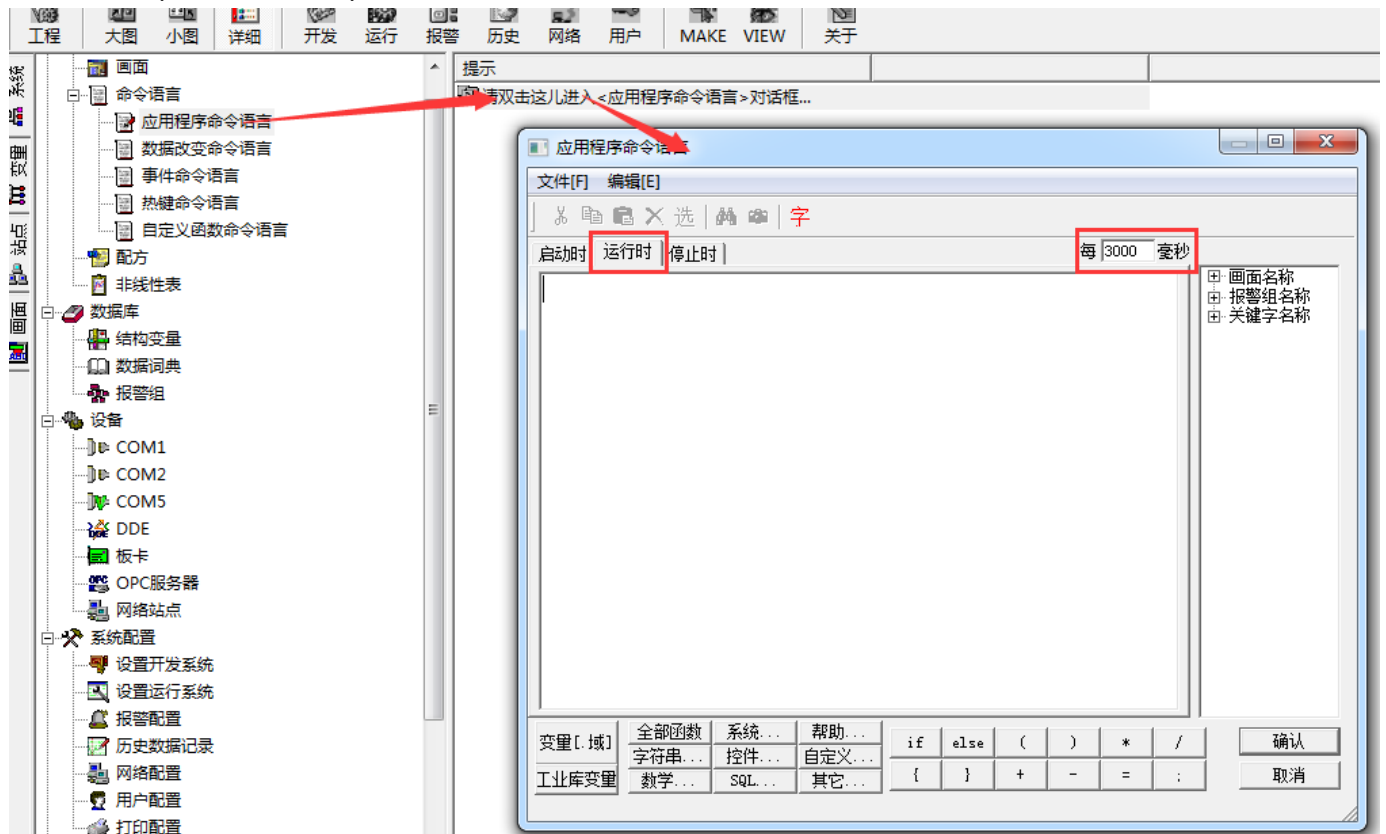 工程 大图 小图 详细 开发 运行 报警 历史 网络 用户 MAKE VIEW 关于
系统
变量
站点
画面
画面
命令语言
应用程序命令语言
数据改变命令语言
事件命令语言
热键命令语言
自定义函数命令语言
配方
非线性表
数据库
结构变量
数据词典
报警组
设备
COM1
COM2
COM5
DDE
板卡
OPC服务器
网络站点
系统配置
设置开发系统
设置运行系统
报警配置
历史数据记录
网络配置
用户配置
打印配置
提示
请双击这儿进入<应用程序命令语言>对话框...
应用程序命令语言
文件[F] 编辑[E]
选 字
启动时 运行时 停止时 每 3000 毫秒
画面名称
报警组名称
关键字名称
变量[.域] 全部函数 系统... 帮助... if else ( ) * / 确认
字符串... 控件... 自定义...
工业库变量 数学... SQL... 其它... { } + - = ; 取消